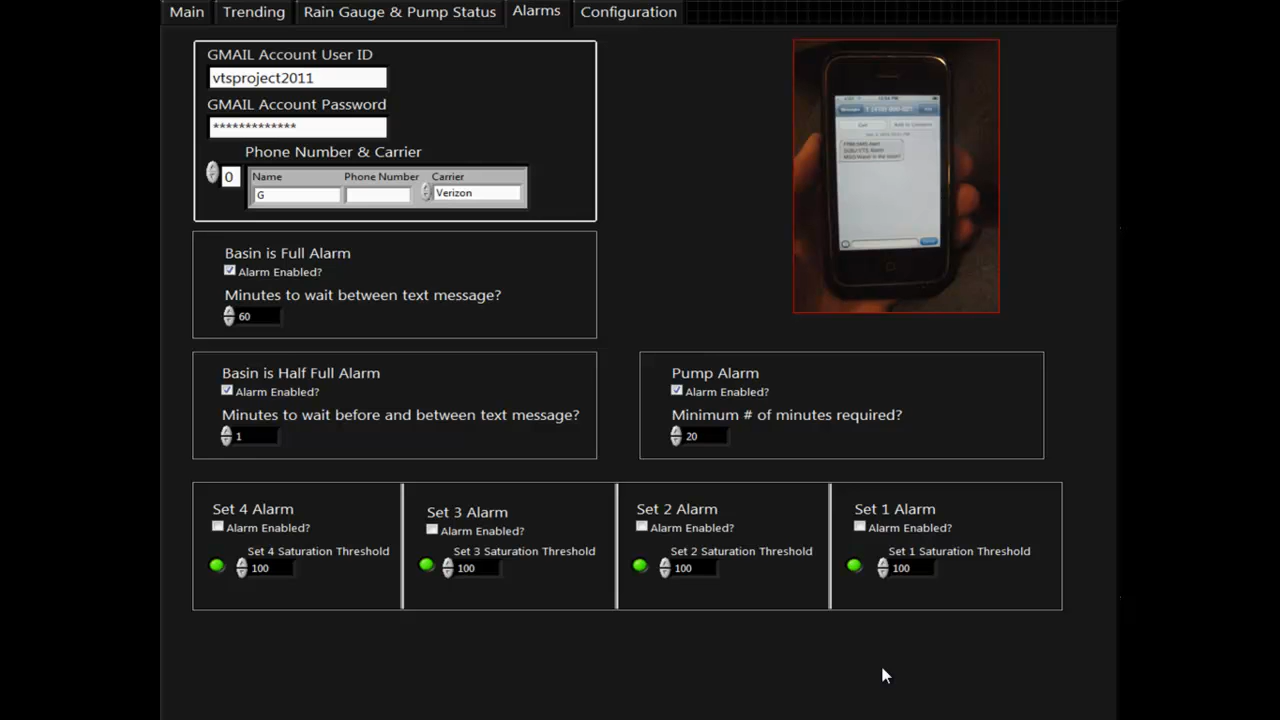 Main Trending Rain Gauge & Pump Status Alarms Configuration
GMAIL Account User ID
vtsproject2011
GMAIL Account Password
*************
Phone Number & Carrier
0
Name Phone Number Carrier
G Verizon
Basin is Full Alarm
Alarm Enabled?
Minutes to wait between text message?
60
Basin is Half Full Alarm
Alarm Enabled?
Minutes to wait before and between text message?
1
Pump Alarm
Alarm Enabled?
Minimum # of minutes required?
20
Set 4 Alarm
Alarm Enabled?
Set 4 Saturation Threshold
100
Set 3 Alarm
Alarm Enabled?
Set 3 Saturation Threshold
100
Set 2 Alarm
Alarm Enabled?
Set 2 Saturation Threshold
100
Set 1 Alarm
Alarm Enabled?
Set 1 Saturation Threshold
100